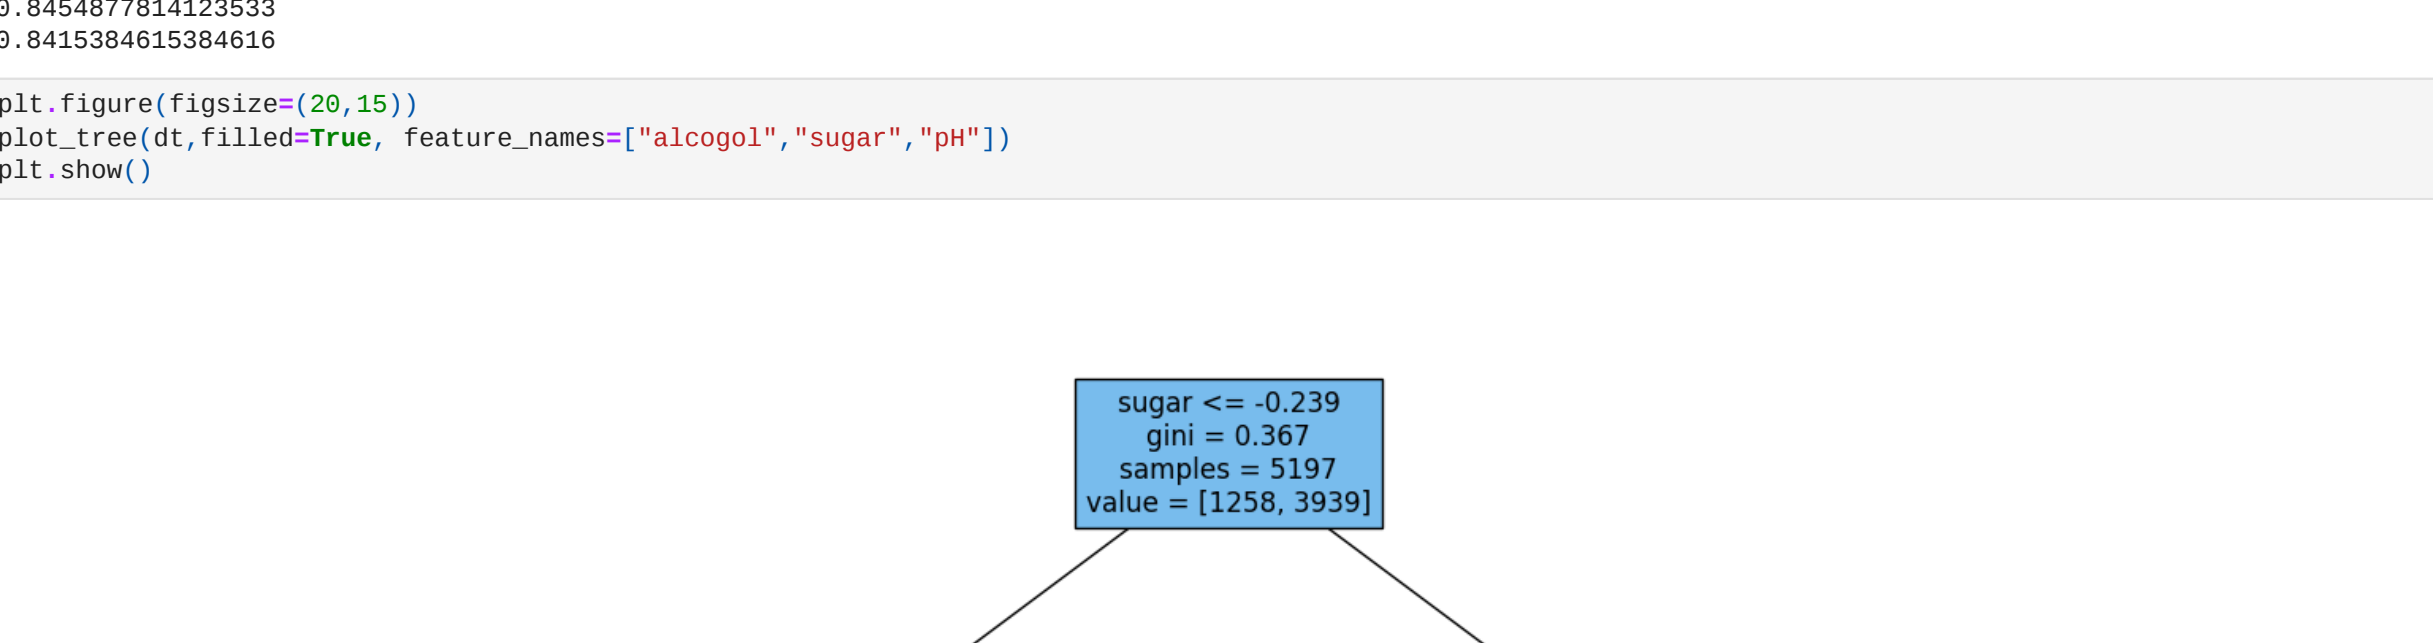 0.8454877814123533
0.8415384615384616
plt.figure(figsize=(20,15))
plot_tree(dt,filled=True, feature_names=["alcogol","sugar","pH"])
plt.show()
sugar <= -0.239
gini = 0.367
samples = 5197
value = [1258, 3939]